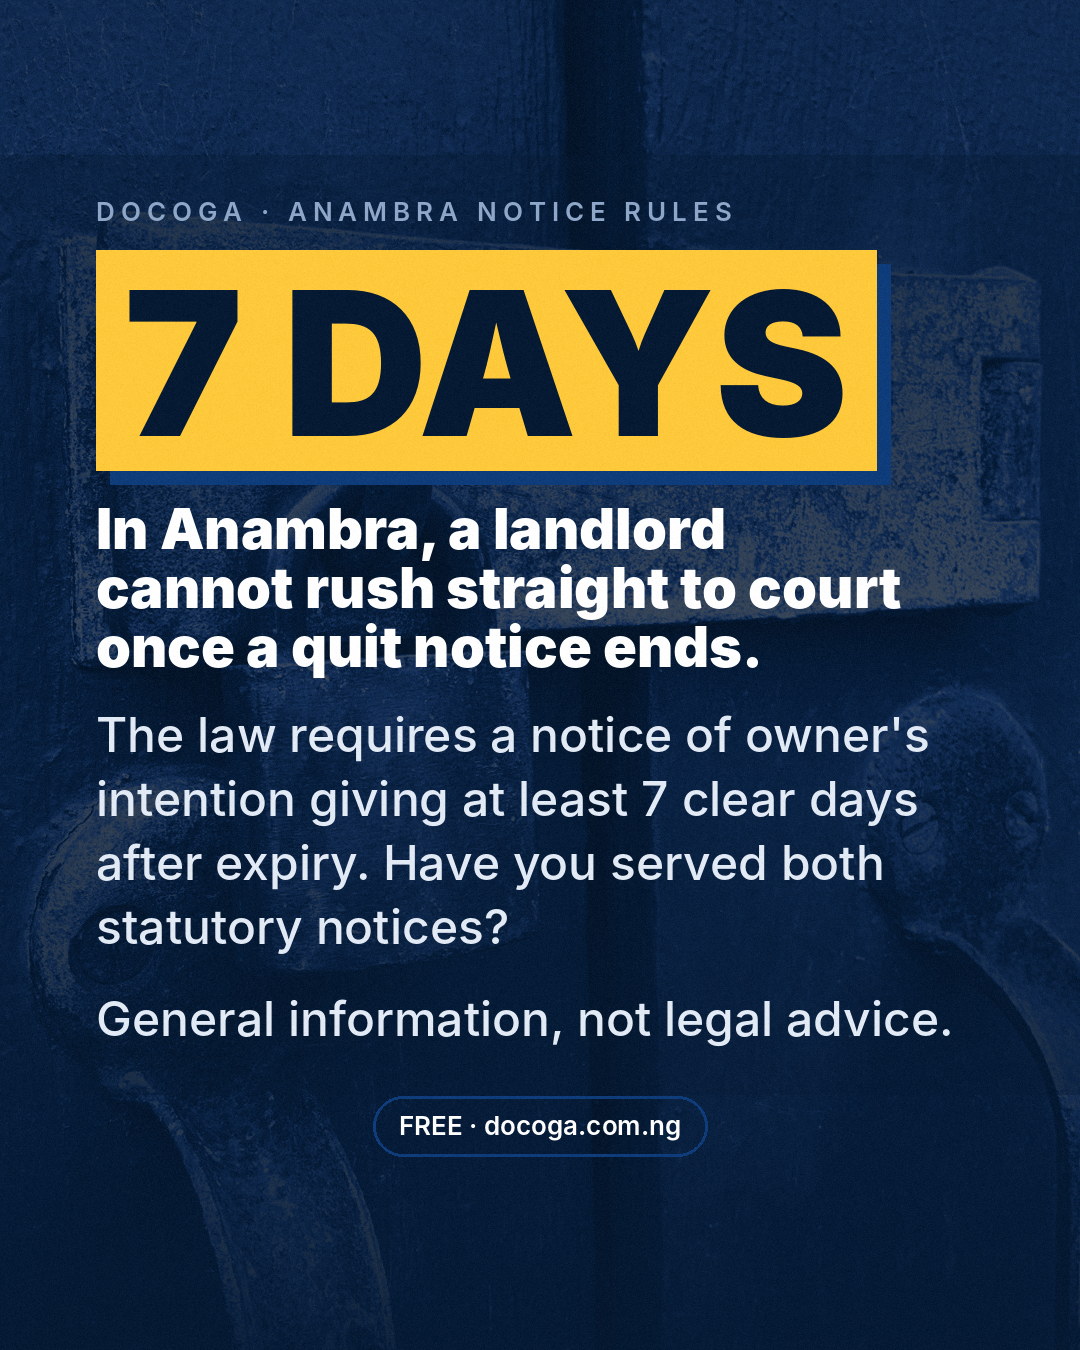 DOCOGA · ANAMBRA NOTICE RULES
7 DAYS
In Anambra, a landlord
cannot rush straight to court
once a quit notice ends.
The law requires a notice of owner's
intention giving at least 7 clear days
after expiry. Have you served both
statutory notices?
General information, not legal advice.
FREE · docoga.com.ng